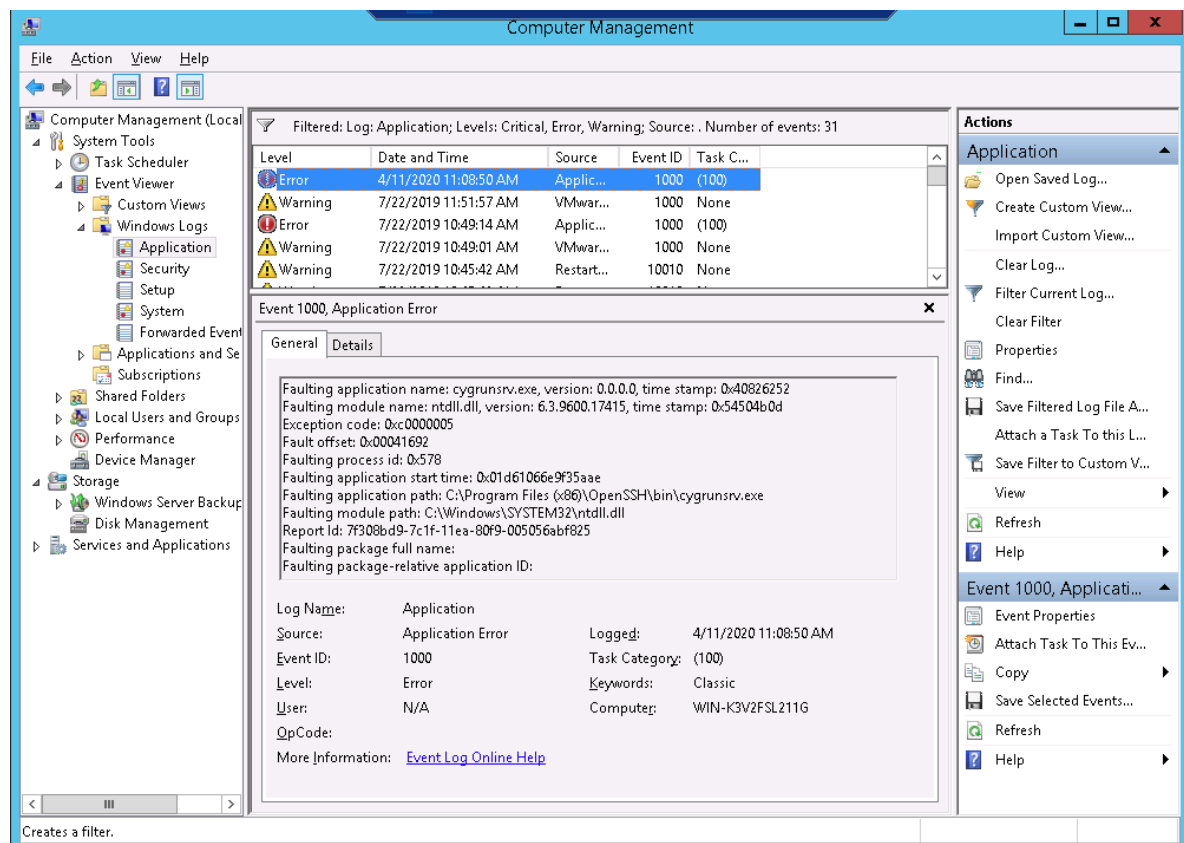 Computer Management
File Action View Help
Computer Management (Local
System Tools
Task Scheduler
Event Viewer
Custom Views
Windows Logs
Application
Security
Setup
System
Forwarded Event
Applications and Se
Subscriptions
Shared Folders
Local Users and Groups
Performance
Device Manager
Storage
Windows Server Backup
Disk Management
Services and Applications
Filtered: Log: Application; Levels: Critical, Error, Warning; Source: . Number of events: 31
Level Date and Time Source Event ID Task C...
Error 4/11/2020 11:08:50 AM Applic... 1000 (100)
Warning 7/22/2019 11:51:57 AM VMwar... 1000 None
Error 7/22/2019 10:49:14 AM Applic... 1000 (100)
Warning 7/22/2019 10:49:01 AM VMwar... 1000 None
Warning 7/22/2019 10:45:42 AM Restart... 10010 None
Event 1000, Application Error
General Details
Faulting application name: cygrunsrv.exe, version: 0.0.0.0, time stamp: 0x40826252
Faulting module name: ntdll.dll, version: 6.3.9600.17415, time stamp: 0x54504b0d
Exception code: 0xc0000005
Fault offset: 0x00041692
Faulting process id: 0x578
Faulting application start time: 0x01d61066e9f35aae
Faulting application path: C:\Program Files (x86)\OpenSSH\bin\cygrunsrv.exe
Faulting module path: C:\Windows\SYSTEM32\ntdll.dll
Report Id: 7f308bd9-7c1f-11ea-80f9-005056abf825
Faulting package full name:
Faulting package-relative application ID:
Log Name: Application
Source: Application Error Logged: 4/11/2020 11:08:50 AM
Event ID: 1000 Task Category: (100)
Level: Error Keywords: Classic
User: N/A Computer: WIN-K3V2FSL211G
OpCode:
More Information: Event Log Online Help
Actions
Application
Open Saved Log...
Create Custom View...
Import Custom View...
Clear Log...
Filter Current Log...
Clear Filter
Properties
Find...
Save Filtered Log File A...
Attach a Task To this L...
Save Filter to Custom V...
View
Refresh
Help
Event 1000, Applicati...
Event Properties
Attach Task To This Ev...
Copy
Save Selected Events...
Refresh
Help
Creates a filter.